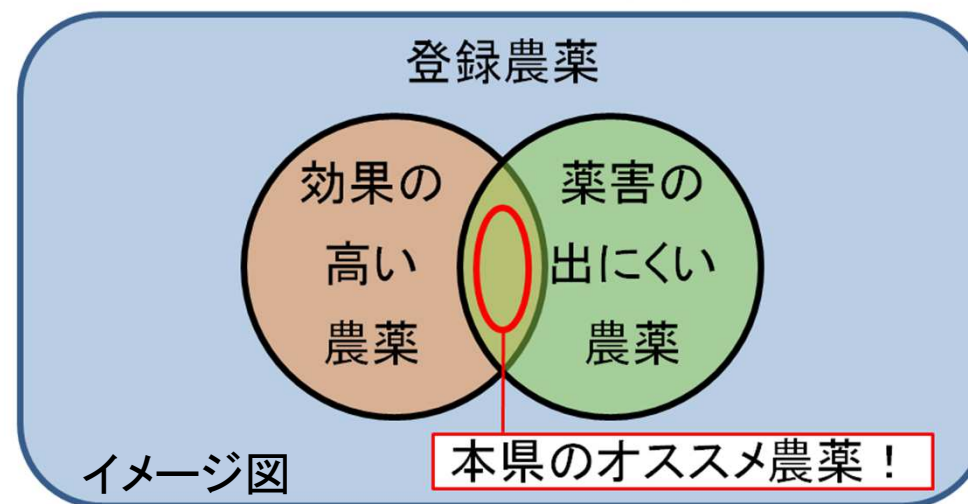 登録農薬
効果の
高い
農薬
薬害の
出にくい
農薬
本県のオススメ農薬！
イメージ図